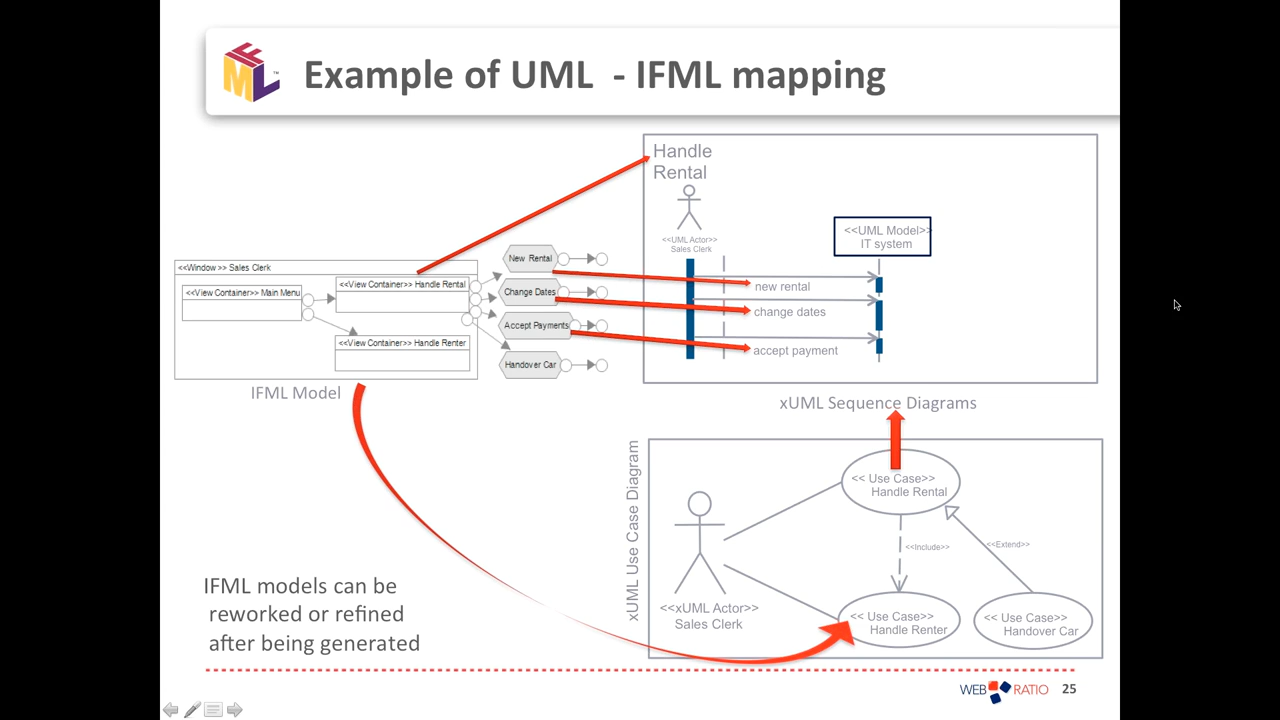 IFML
™
Example of UML - IFML mapping
Handle
Rental
<<UML Actor>>
Sales Clerk
<<UML Model>>
IT system
new rental
change dates
accept payment
<<Window >> Sales Clerk
<<View Container>> Main Menu
<<View Container>> Handle Rental
<<View Container>> Handle Renter
New Rental
Change Dates
Accept Payments
Handover Car
IFML Model
xUML Sequence Diagrams
xUML Use Case Diagram
<< Use Case>>
Handle Rental
<<Include>>
<<Extend>>
<<xUML Actor>>
Sales Clerk
<< Use Case>>
Handle Renter
<< Use Case>>
Handover Car
IFML models can be
reworked or refined
after being generated
WEB RATIO
25